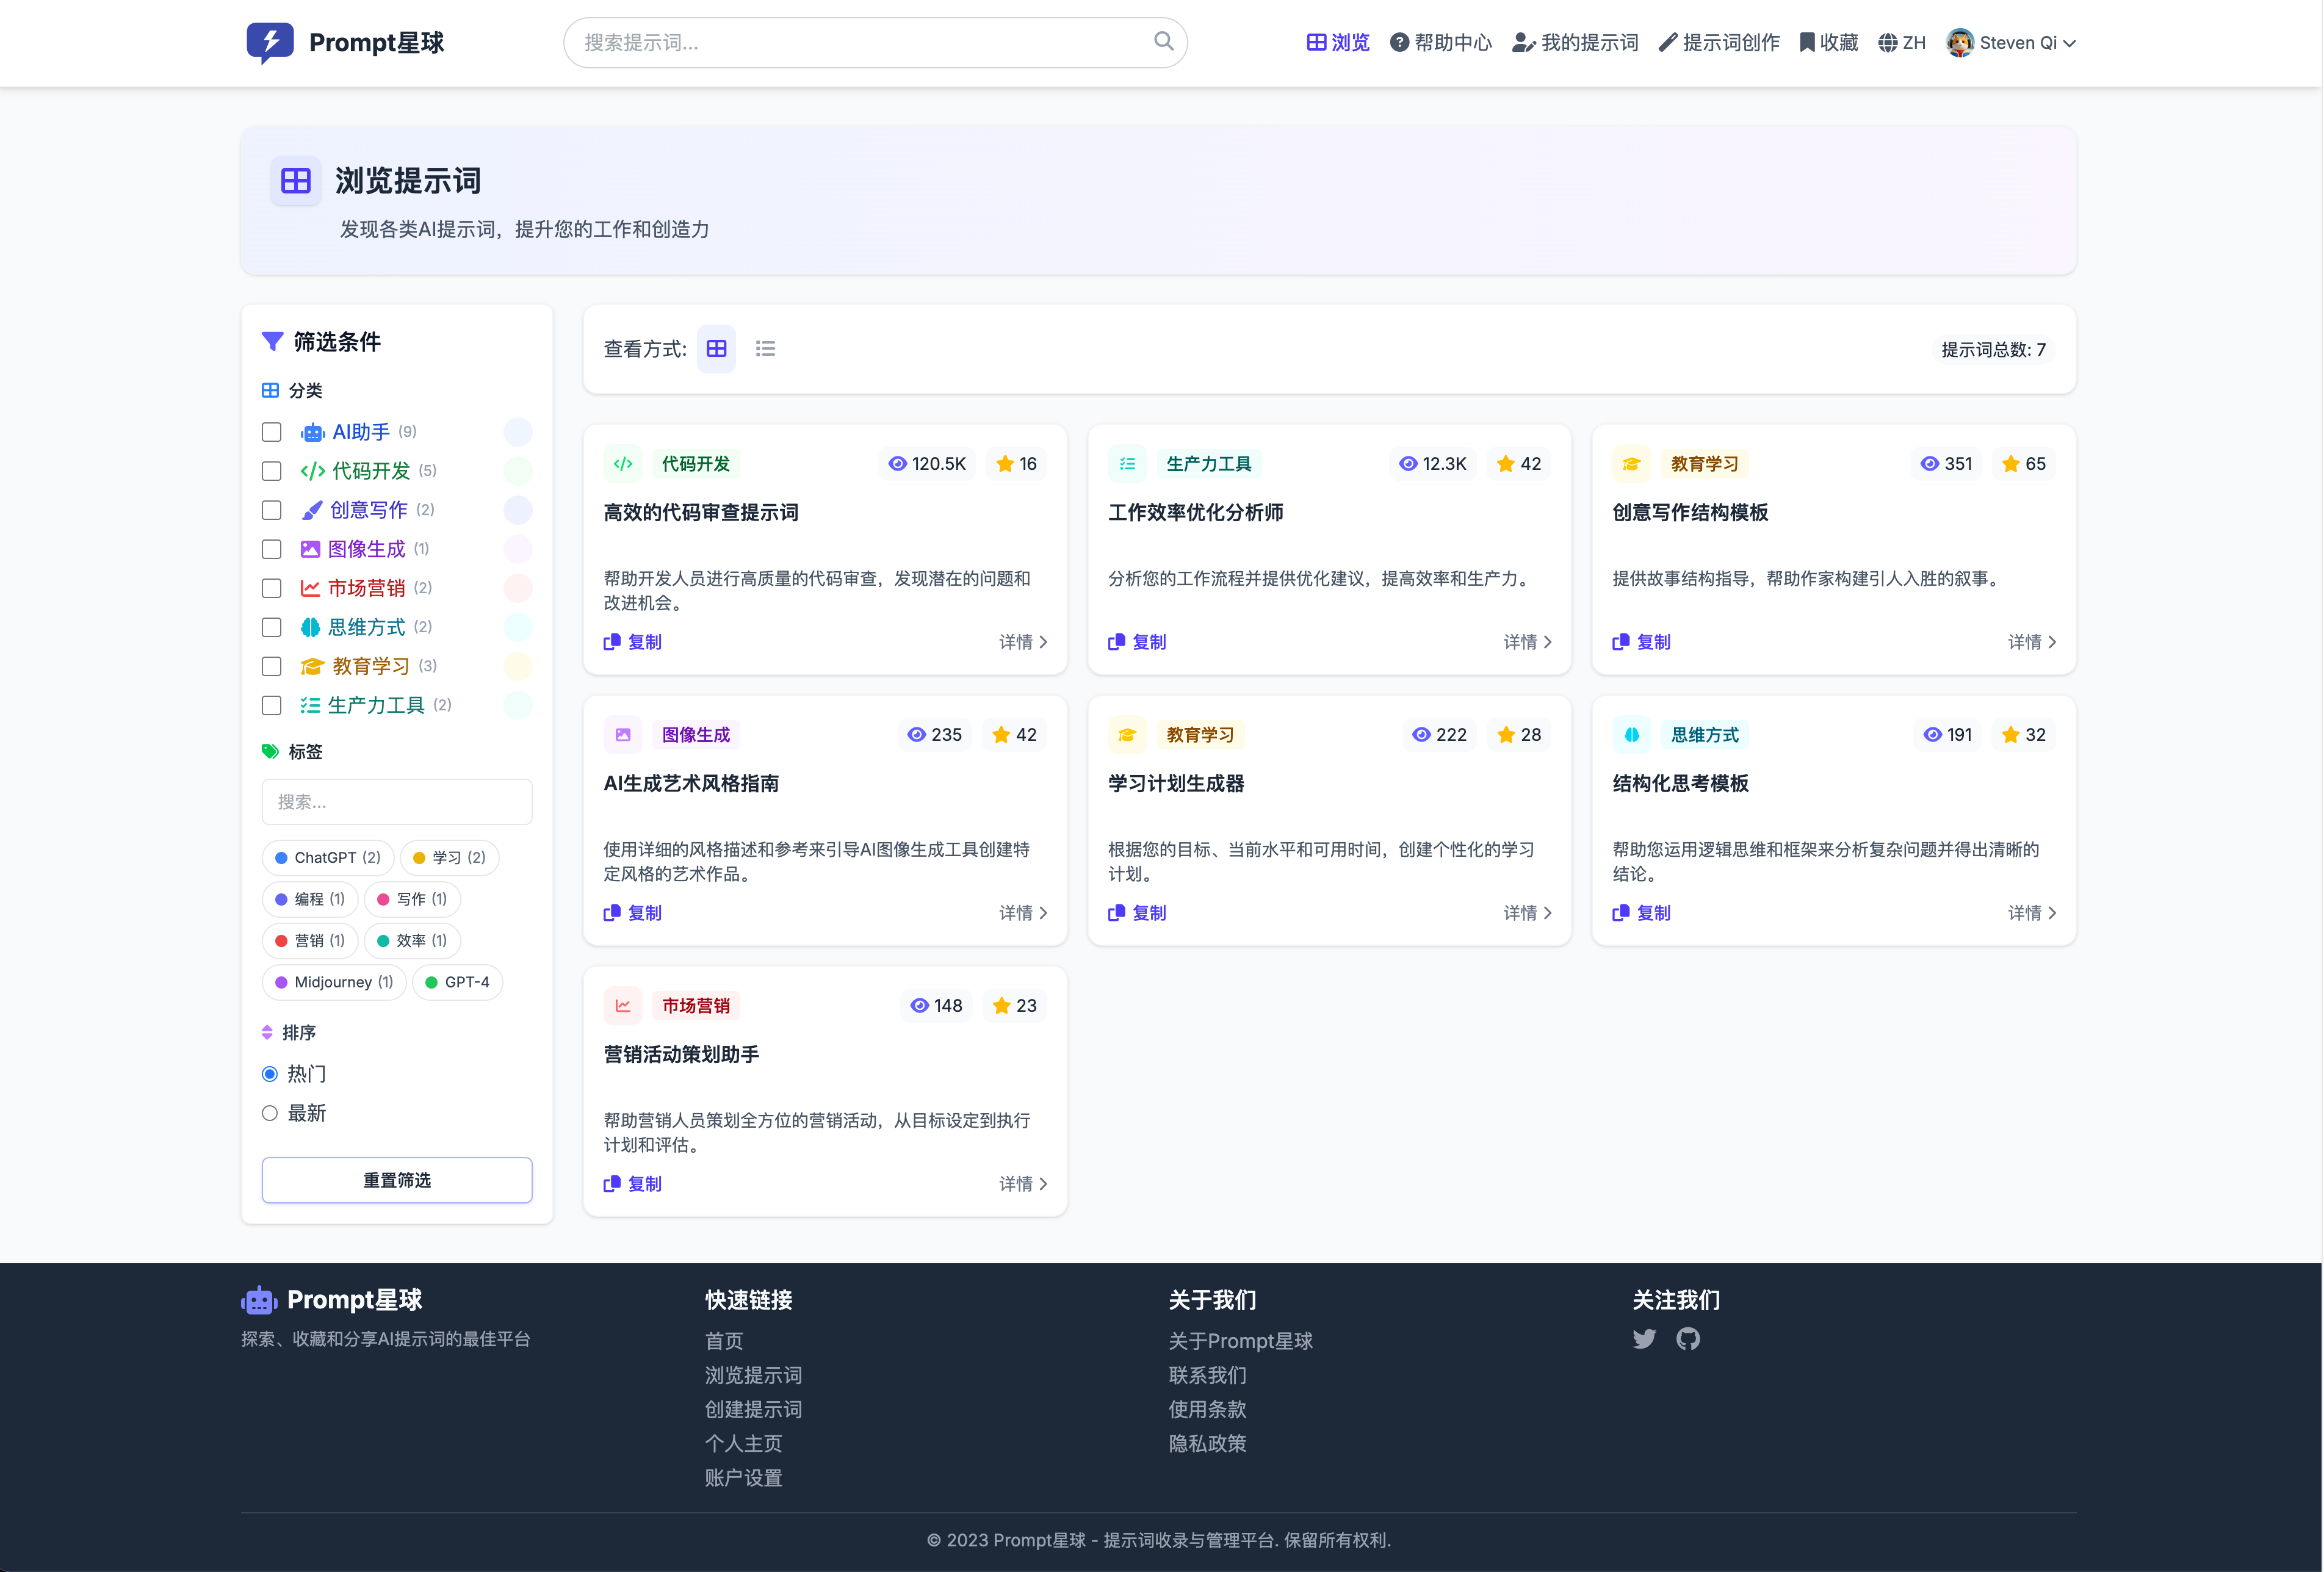 Prompt星球
搜索提示词...
浏览
帮助中心
我的提示词
提示词创作
收藏
ZH
Steven Qi
浏览提示词
发现各类AI提示词，提升您的工作和创造力
筛选条件
分类
AI助手 (9)
代码开发 (5)
创意写作 (2)
图像生成 (1)
市场营销 (2)
思维方式 (2)
教育学习 (3)
生产力工具 (2)
标签
搜索...
ChatGPT (2)
学习 (2)
编程 (1)
写作 (1)
营销 (1)
效率 (1)
Midjourney (1)
GPT-4
排序
热门
最新
重置筛选
查看方式:
提示词总数: 7
代码开发
120.5K
16
高效的代码审查提示词
帮助开发人员进行高质量的代码审查，发现潜在的问题和
改进机会。
复制
详情
生产力工具
12.3K
42
工作效率优化分析师
分析您的工作流程并提供优化建议，提高效率和生产力。
复制
详情
教育学习
351
65
创意写作结构模板
提供故事结构指导，帮助作家构建引人入胜的叙事。
复制
详情
图像生成
235
42
AI生成艺术风格指南
使用详细的风格描述和参考来引导AI图像生成工具创建特
定风格的艺术作品。
复制
详情
教育学习
222
28
学习计划生成器
根据您的目标、当前水平和可用时间，创建个性化的学习
计划。
复制
详情
思维方式
191
32
结构化思考模板
帮助您运用逻辑思维和框架来分析复杂问题并得出清晰的
结论。
复制
详情
市场营销
148
23
营销活动策划助手
帮助营销人员策划全方位的营销活动，从目标设定到执行
计划和评估。
复制
详情
Prompt星球
探索、收藏和分享AI提示词的最佳平台
快速链接
首页
浏览提示词
创建提示词
个人主页
账户设置
关于我们
关于Prompt星球
联系我们
使用条款
隐私政策
关注我们
© 2023 Prompt星球 - 提示词收录与管理平台. 保留所有权利.